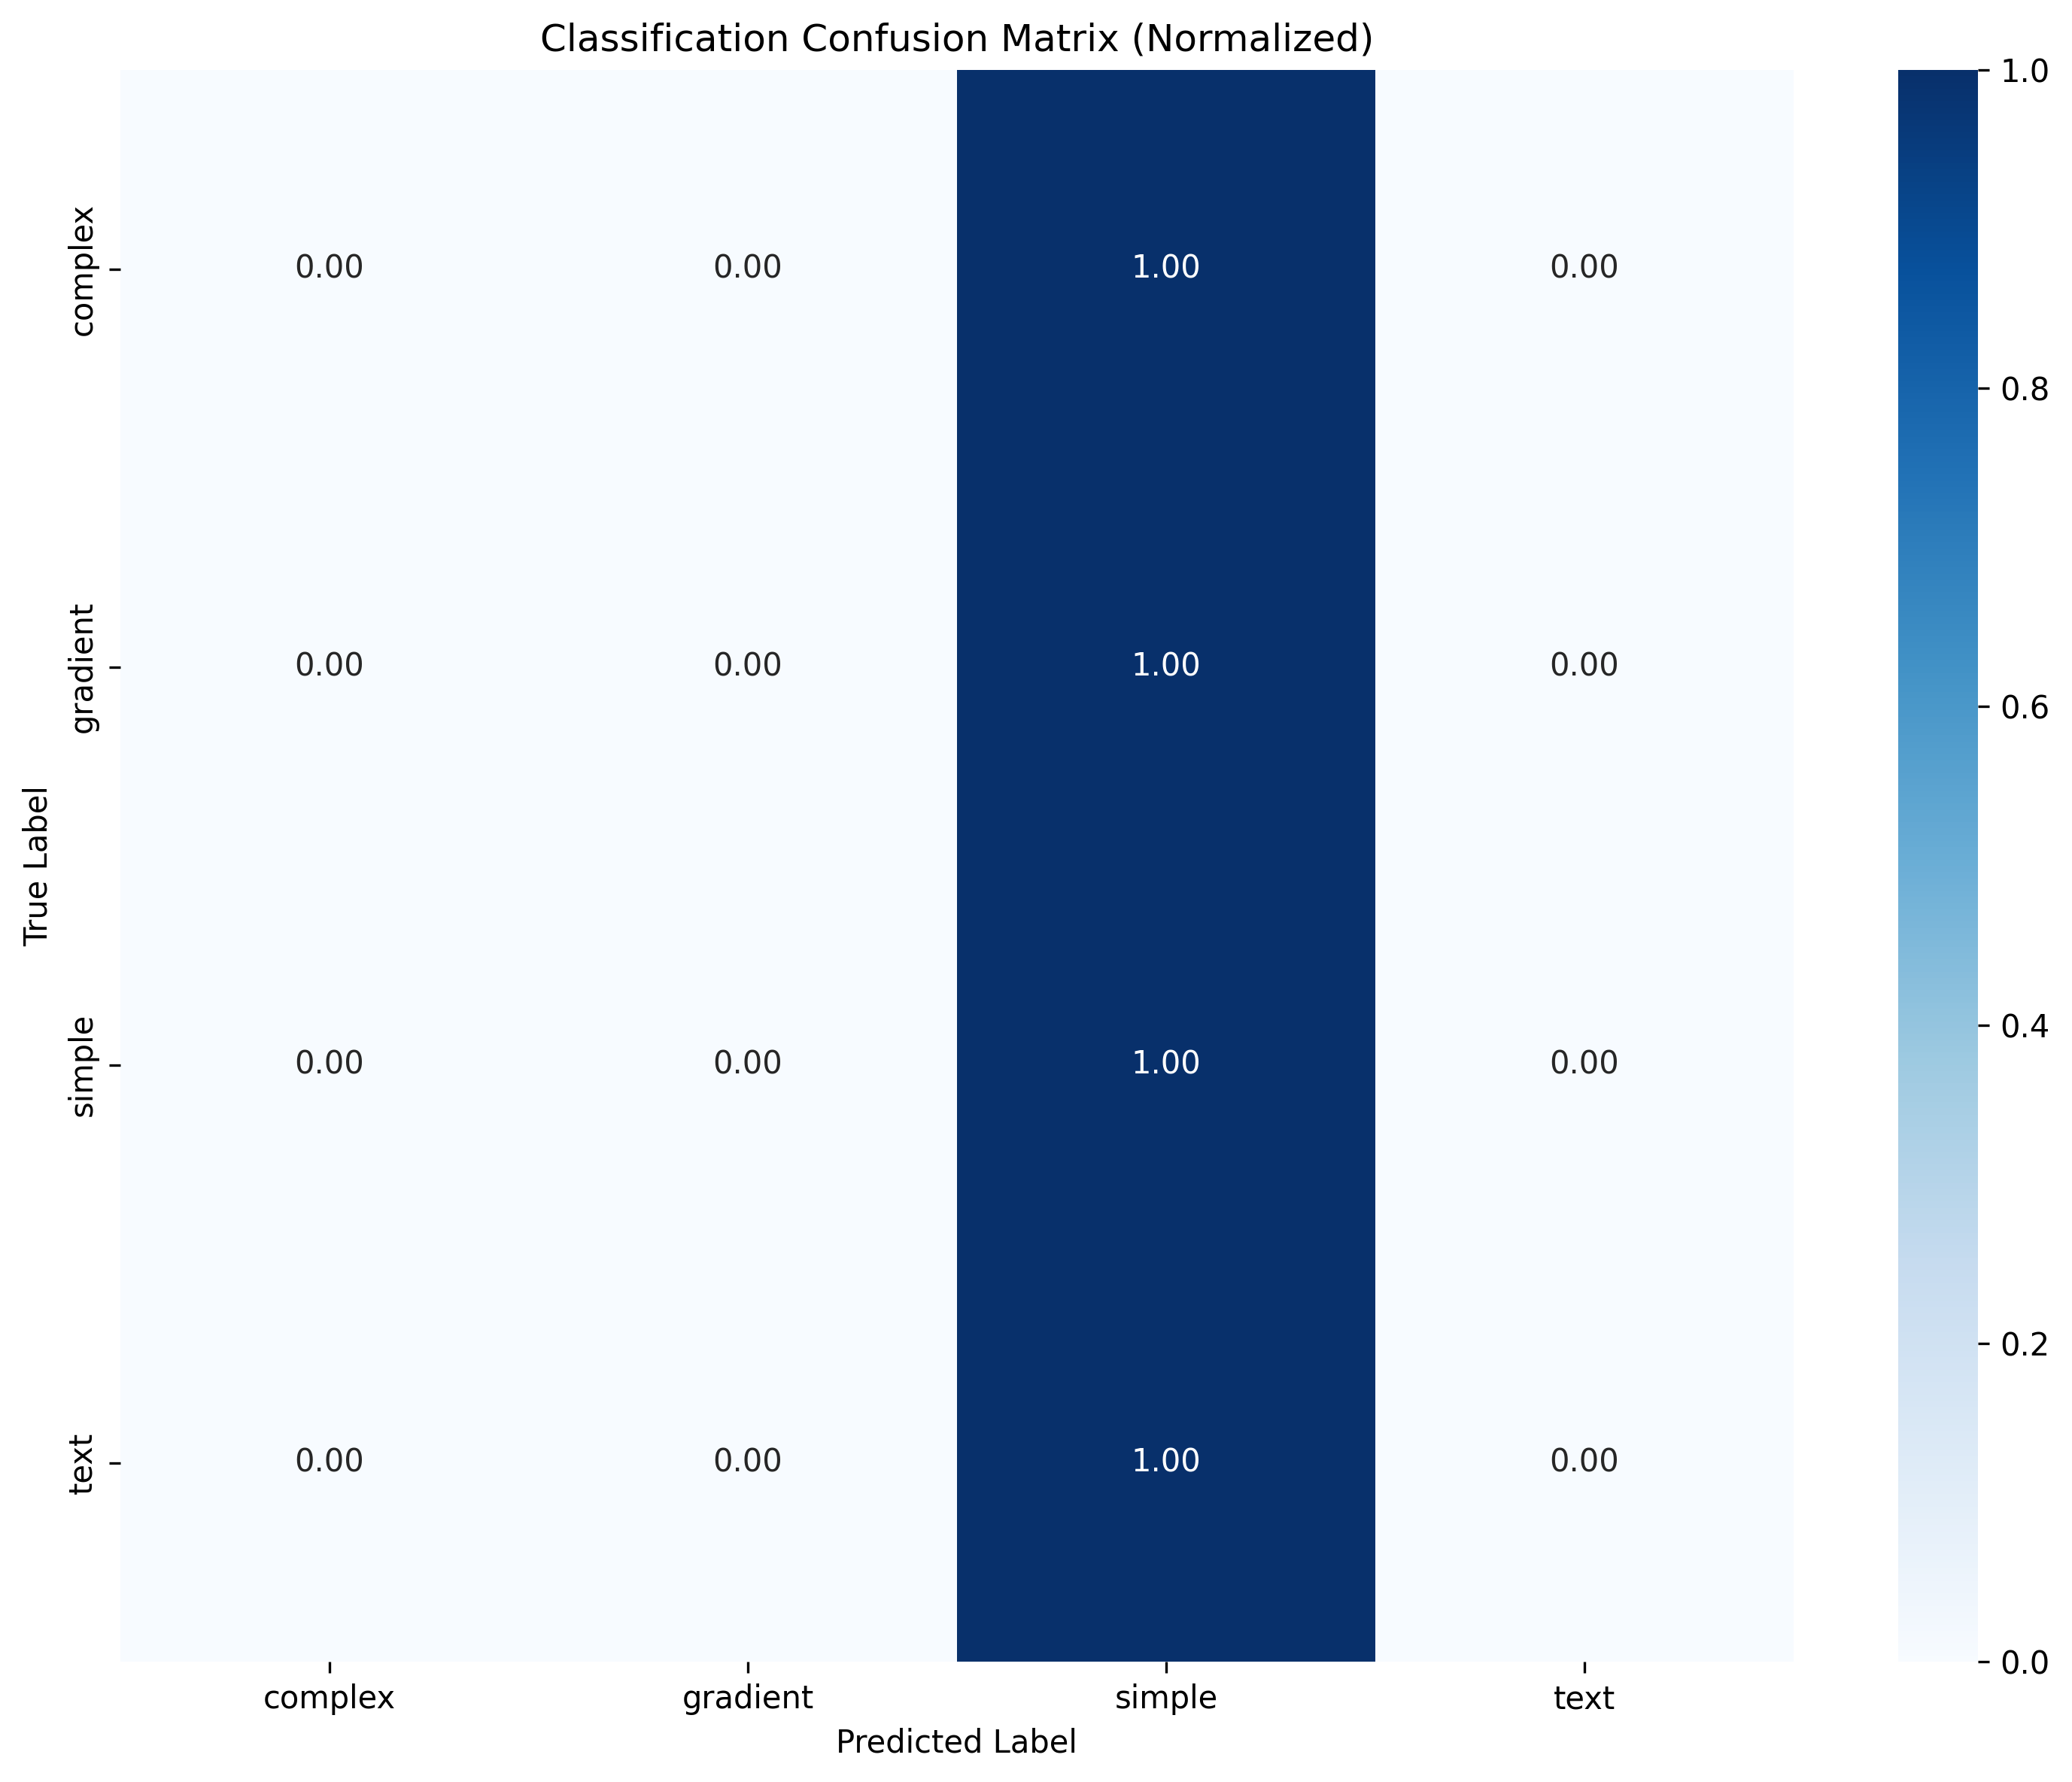 Classification Confusion Matrix (Normalized)
True Label
complex
0.00 0.00 1.00 0.00
gradient
0.00 0.00 1.00 0.00
simple
0.00 0.00 1.00 0.00
text
0.00 0.00 1.00 0.00
complex gradient simple text
Predicted Label
1.0
0.8
0.6
0.4
0.2
0.0